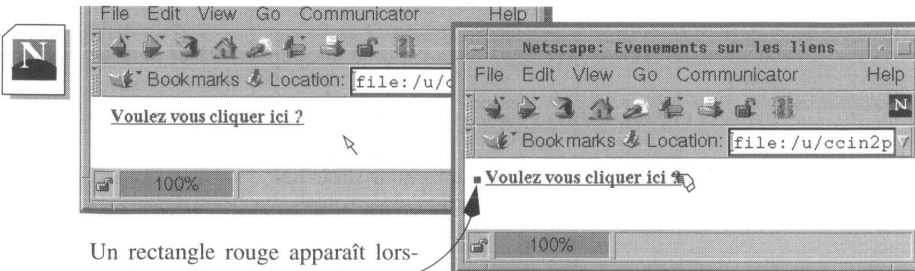 File Edit View Go Communicator Help
N
Bookmarks Location: file:/u/c
Voulez vous cliquer ici ?
100%
Netscape: Evenements sur les liens
File Edit View Go Communicator Help
N
Bookmarks Location: file:/u/ccin2p
Voulez vous cliquer ici ?
100%
Un rectangle rouge apparaît lors-